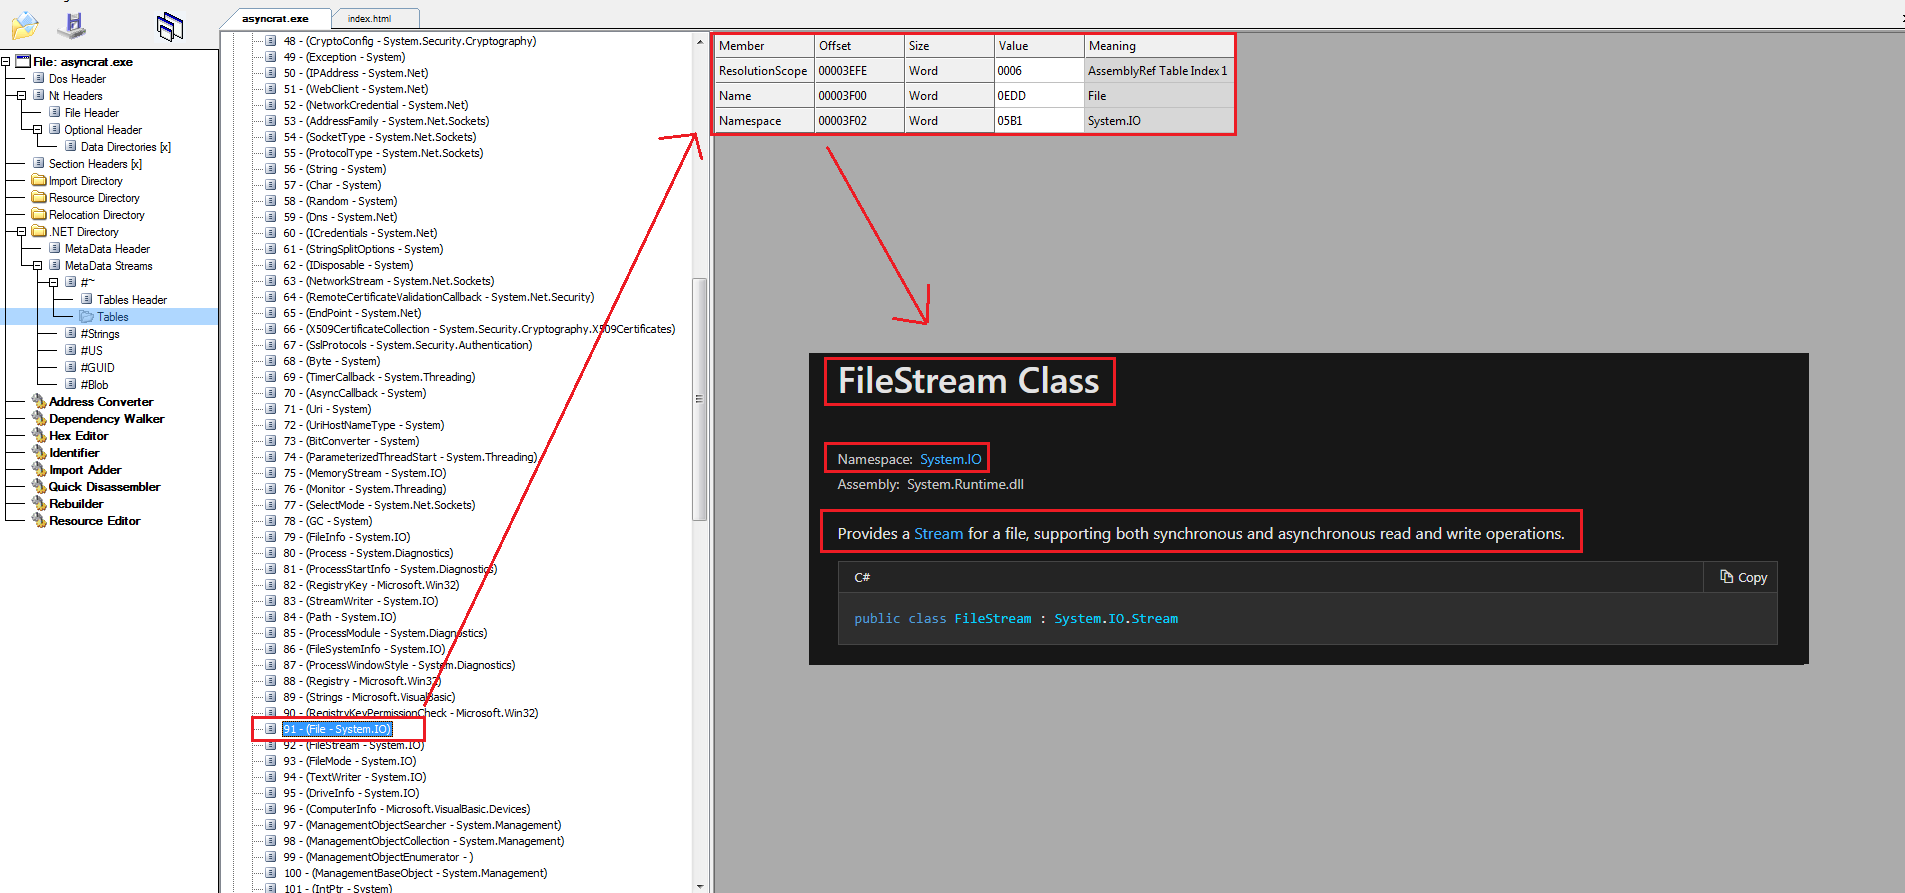 asyncrat.exe
index.html
File: asyncrat.exe
Dos Header
Nt Headers
File Header
Optional Header
Data Directories [x]
Section Headers [x]
Import Directory
Resource Directory
Relocation Directory
.NET Directory
MetaData Header
MetaData Streams
#~
Tables Header
Tables
#Strings
#US
#GUID
#Blob
Address Converter
Dependency Walker
Hex Editor
Identifier
Import Adder
Quick Disassembler
Rebuilder
Resource Editor
48 - (CryptoConfig - System.Security.Cryptography)
49 - (Exception - System)
50 - (IPAddress - System.Net)
51 - (WebClient - System.Net)
52 - (NetworkCredential - System.Net)
53 - (AddressFamily - System.Net.Sockets)
54 - (SocketType - System.Net.Sockets)
55 - (ProtocolType - System.Net.Sockets)
56 - (String - System)
57 - (Char - System)
58 - (Random - System)
59 - (Dns - System.Net)
60 - (ICredentials - System.Net)
61 - (StringSplitOptions - System)
62 - (IDisposable - System)
63 - (NetworkStream - System.Net.Sockets)
64 - (RemoteCertificateValidationCallback - System.Net.Security)
65 - (EndPoint - System.Net)
66 - (X509CertificateCollection - System.Security.Cryptography.X509Certificates)
67 - (SslProtocols - System.Security.Authentication)
68 - (Byte - System)
69 - (TimerCallback - System.Threading)
70 - (AsyncCallback - System)
71 - (Uri - System)
72 - (UriHostNameType - System)
73 - (BitConverter - System)
74 - (ParameterizedThreadStart - System.Threading)
75 - (MemoryStream - System.IO)
76 - (Monitor - System.Threading)
77 - (SelectMode - System.Net.Sockets)
78 - (GC - System)
79 - (FileInfo - System.IO)
80 - (Process - System.Diagnostics)
81 - (ProcessStartInfo - System.Diagnostics)
82 - (RegistryKey - Microsoft.Win32)
83 - (StreamWriter - System.IO)
84 - (Path - System.IO)
85 - (ProcessModule - System.Diagnostics)
86 - (FileSystemInfo - System.IO)
87 - (ProcessWindowStyle - System.Diagnostics)
88 - (Registry - Microsoft.Win32)
89 - (Strings - Microsoft.VisualBasic)
90 - (RegistryKeyPermissionCheck - Microsoft.Win32)
91 - (File - System.IO)
92 - (FileStream - System.IO)
93 - (FileMode - System.IO)
94 - (TextWriter - System.IO)
95 - (DriveInfo - System.IO)
96 - (ComputerInfo - Microsoft.VisualBasic.Devices)
97 - (ManagementObjectSearcher - System.Management)
98 - (ManagementObjectCollection - System.Management)
99 - (ManagementObjectEnumerator - )
100 - (ManagementBaseObject - System.Management)
101 - (IntPtr - System)
Member Offset Size Value Meaning
ResolutionScope 00003EFE Word 0006 AssemblyRef Table Index 1
Name 00003F00 Word 0EDD File
Namespace 00003F02 Word 05B1 System.IO
FileStream Class
Namespace: System.IO
Assembly: System.Runtime.dll
Provides a Stream for a file, supporting both synchronous and asynchronous read and write operations.
C# Copy
public class FileStream : System.IO.Stream